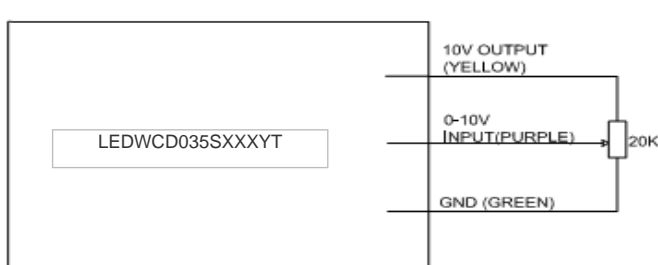 10V OUTPUT
(YELLOW)
LEDWCD035SXXXYT
0-10V
INPUT(PURPLE)
20K
GND (GREEN)